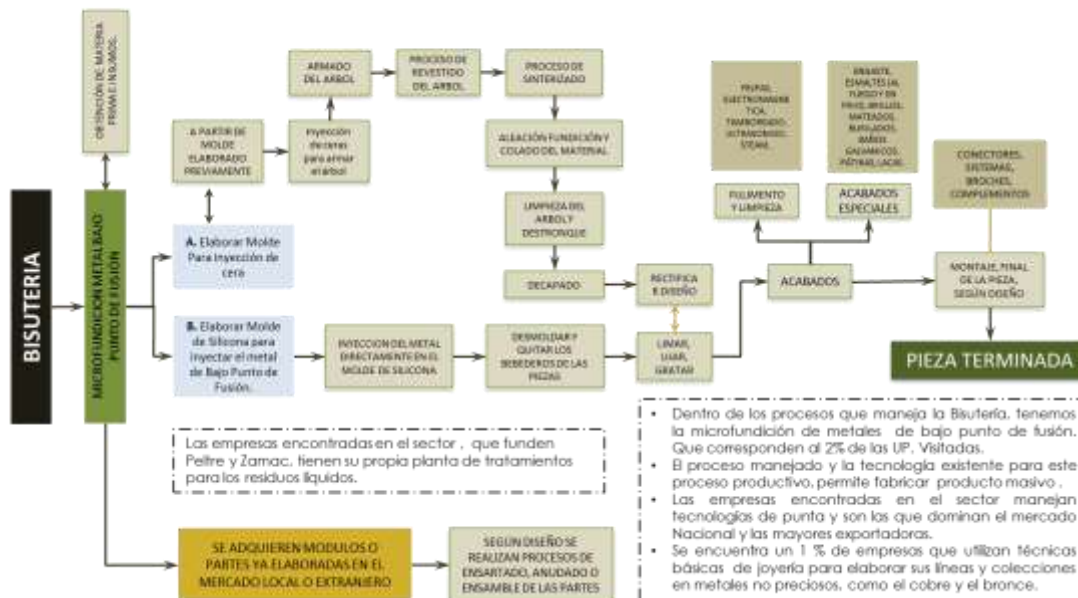 OBTENCIÓN DE MATERIA
PRIMA E INSUMOS.
BISUTERIA
MICROFUNDICION METAL BAJO
PUNTO DE FUSIÓN
A PARTIR DE
MOLDE
ELABORADO
PREVIAMENTE
Inyección
de ceras
para armar
el árbol
ARMADO
DEL ARBOL
PROCESO DE
REVESTIDO
DEL ARBOL
PROCESO DE
SINTERIZADO
ALEACIÓN FUNDICIÓN Y
COLADO DEL MATERIAL
LIMPIEZA DEL
ARBOL Y
DESTRONQUE
DECAPADO
RECTIFICA
R DISEÑO
A. Elaborar Molde
Para Inyección de
cera
B. Elaborar Molde
de Silicona para
inyectar el metal
de Bajo Punto de
Fusión.
INYECCION DEL METAL
DIRECTAMENTE EN EL
MOLDE DE SILICONA
DESMOLDAR Y
QUITAR LOS
BEBEDEROS DE LAS
PIEZAS
LIMAR,
LIJAR,
GRATAR
ACABADOS
PULIMENTO
Y LIMPIEZA
ACABADOS
ESPECIALES
CONECTORES,
SISTEMAS,
BROCHES,
COMPLEMENTOS
MONTAJE, FINAL
DE LA PIEZA,
SEGÚN DISEÑO
PIEZA TERMINADA
Las empresas encontradas en el sector , que funden
Peltre y Zamac, tienen su propia planta de tratamientos
para los residuos líquidos.
SE ADQUIEREN MODULOS O
PARTES YA ELABORADAS EN EL
MERCADO LOCAL O EXTRANJERO
SEGÚN DISEÑO SE
REALIZAN PROCESOS DE
ENSARTADO, ANUDADO O
ENSAMBLE DE LAS PARTES
• Dentro de los procesos que maneja la Bisutería, tenemos
la microfundición de metales de bajo punto de fusión.
Que corresponden al 2% de las UP. Visitadas.
• El proceso manejado y la tecnología existente para este
proceso productivo, permite fabricar producto masivo .
• Las empresas encontradas en el sector manejan
tecnologías de punta y son las que dominan el mercado
Nacional y las mayores exportadoras.
• Se encuentra un 1 % de empresas que utilizan técnicas
básicas de joyería para elaborar sus líneas y colecciones
en metales no preciosos, como el cobre y el bronce.